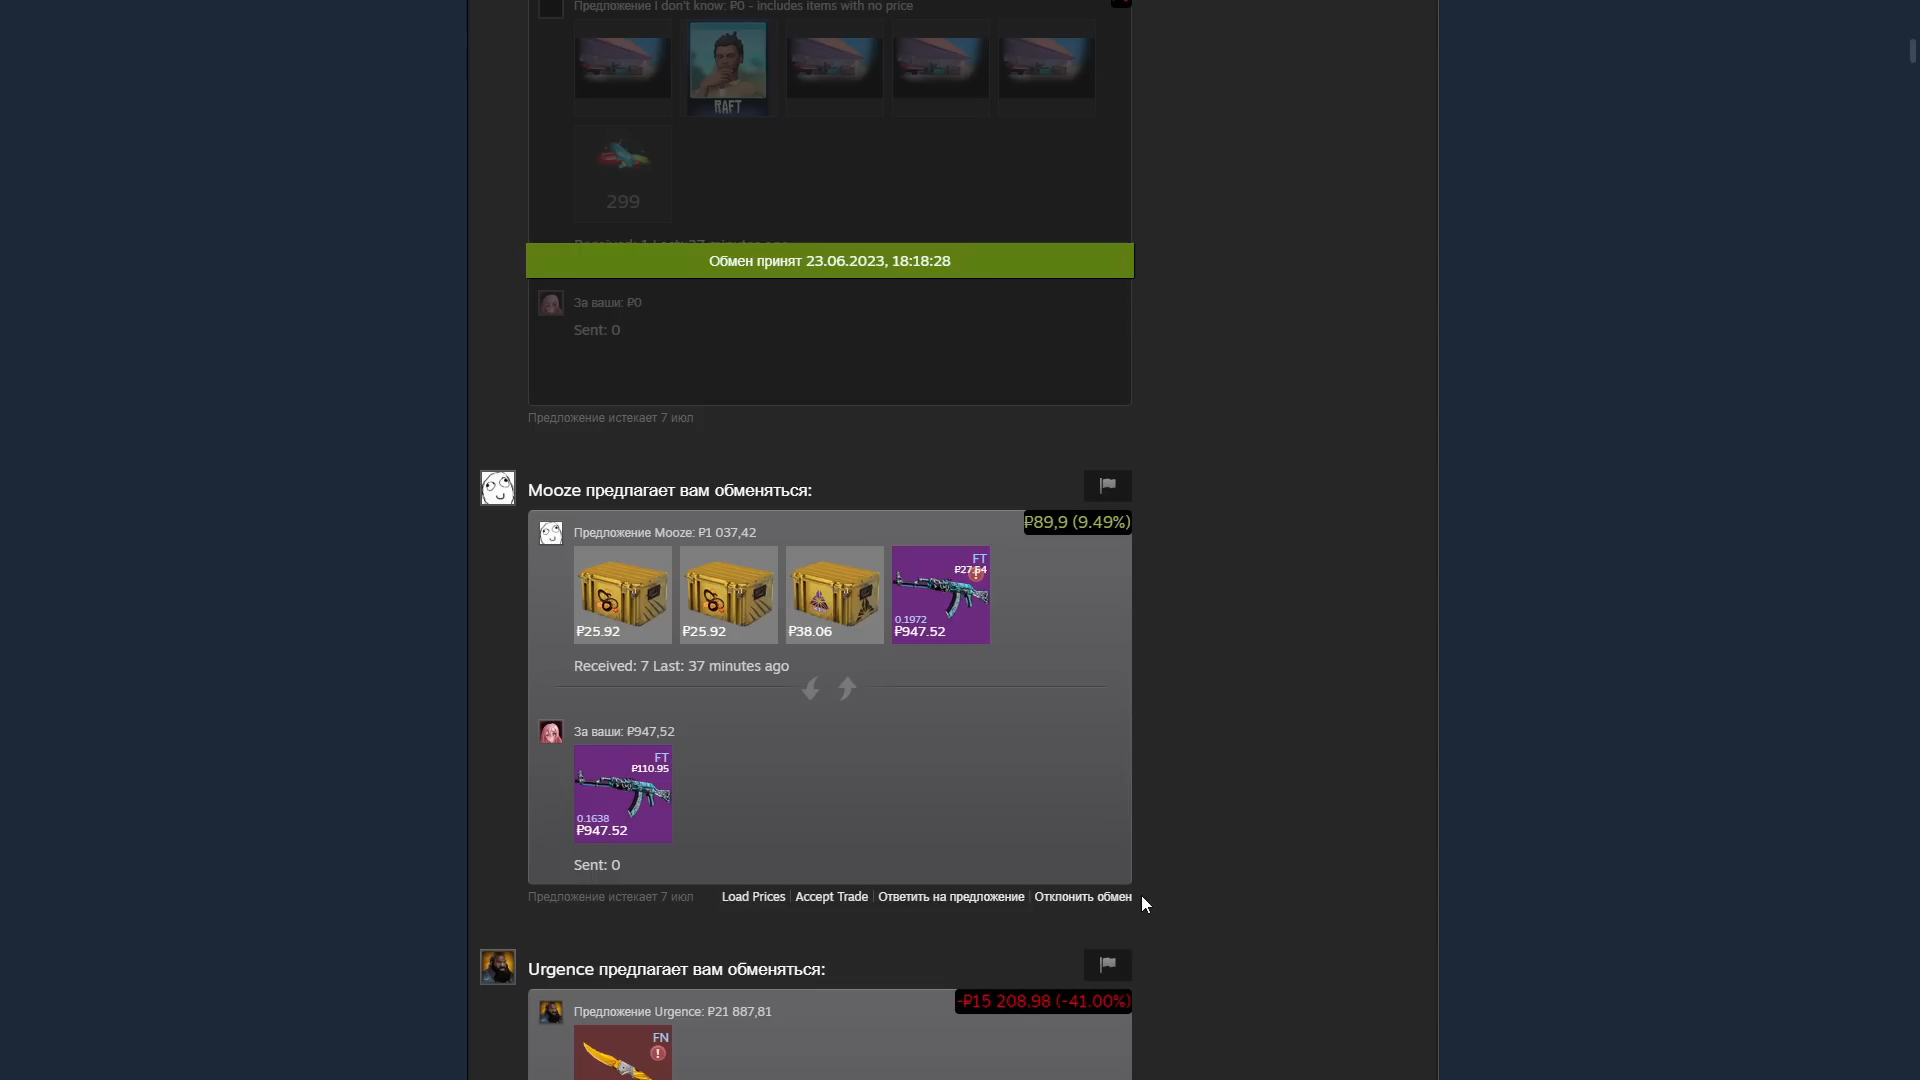 Предложение I don't know: ₽0 - includes items with no price
RAFT
299
Обмен принят 23.06.2023, 18:18:28
За ваши: ₽0
Sent: 0
Предложение истекает 7 июл
Mooze предлагает вам обменяться:
₽89,9 (9.49%)
Предложение Mooze: ₽1 037,42
FT
₽27.64
0.1972
₽25.92 ₽25.92 ₽38.06 ₽947.52
Received: 7 Last: 37 minutes ago
За ваши: ₽947,52
FT
₽110.95
0.1638
₽947.52
Sent: 0
Предложение истекает 7 июл Load Prices Accept Trade Ответить на предложение Отклонить обмен
Urgence предлагает вам обменяться:
-₽15 208.98 (-41.00%)
Предложение Urgence: ₽21 887,81
FN